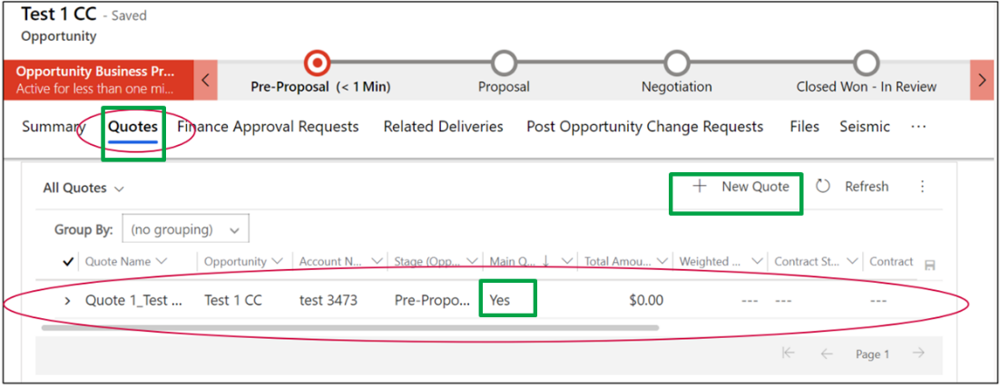 Test 1 CC - Saved
Opportunity
Opportunity Business Pr...
Active for less than one mi...
Pre-Proposal (< 1 Min)
Proposal
Negotiation
Closed Won - In Review
Summary Quotes Finance Approval Requests Related Deliveries Post Opportunity Change Requests Files Seismic ...
All Quotes
New Quote Refresh
Group By: (no grouping)
Quote Name Opportunity Account N... Stage (Opp... Main Q... Total Amou... Weighted ... Contract St... Contract
Quote 1_Test ... Test 1 CC test 3473 Pre-Propo... Yes $0.00 --- --- ---
Page 1